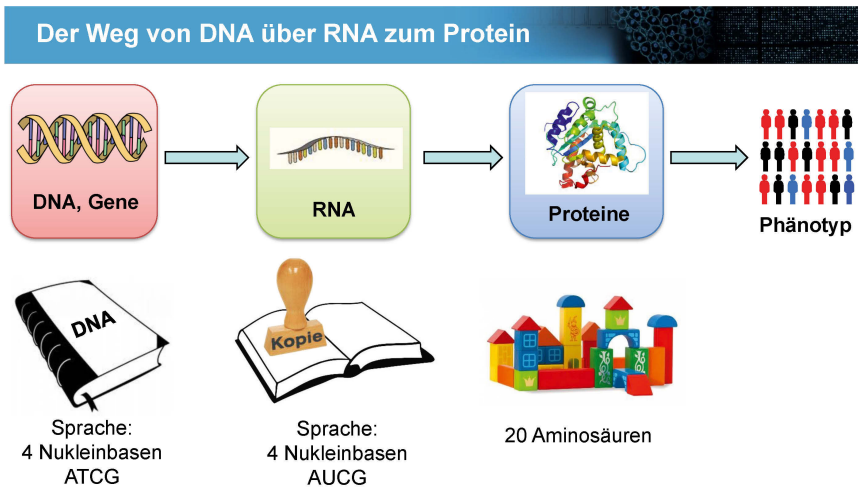 Der Weg von DNA über RNA zum Protein
DNA, Gene
RNA
Proteine
Phänotyp
DNA
Kopie
Sprache:
4 Nukleinbasen
ATCG
Sprache:
4 Nukleinbasen
AUCG
20 Aminosäuren